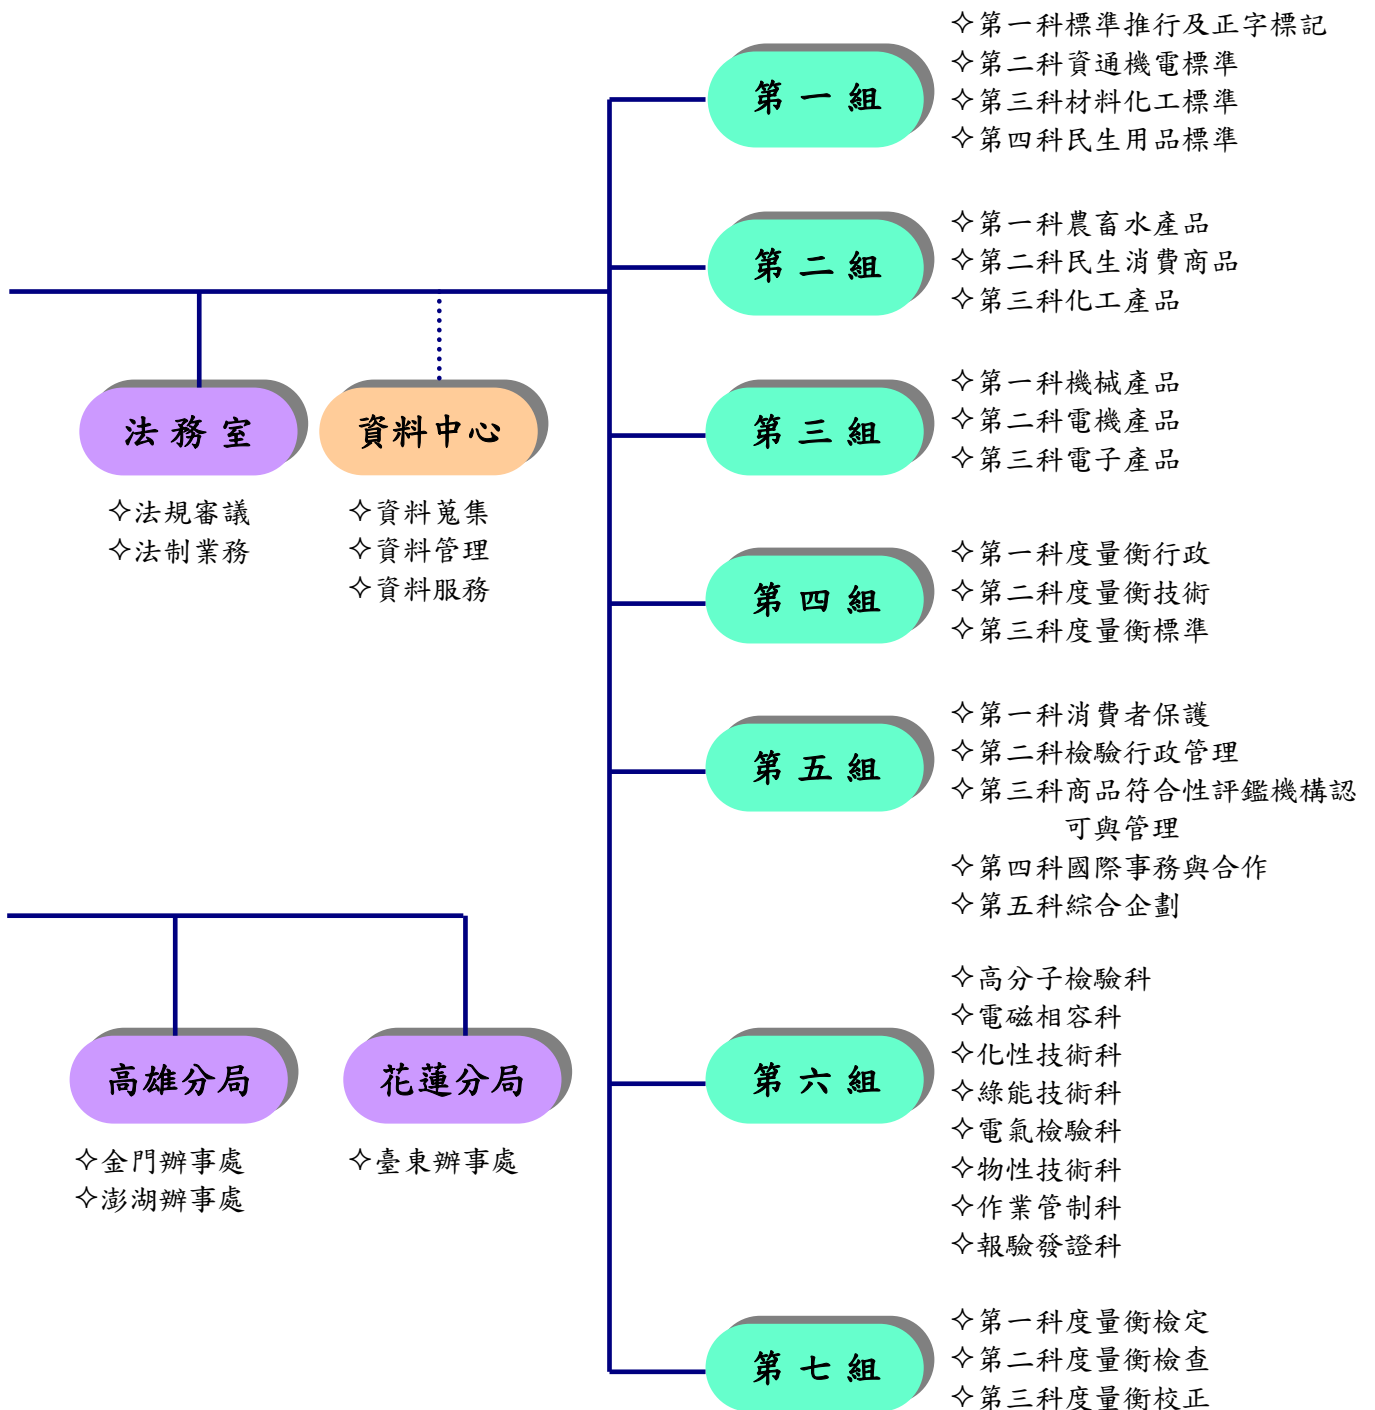 第一組
✧第一科標準推行及正字標記
✧第二科資通機電標準
✧第三科材料化工標準
✧第四科民生用品標準
第二組
✧第一科農畜水產品
✧第二科民生消費商品
✧第三科化工產品
法務室
✧法規審議
✧法制業務
資料中心
✧資料蒐集
✧資料管理
✧資料服務
第三組
✧第一科機械產品
✧第二科電機產品
✧第三科電子產品
第四組
✧第一科度量衡行政
✧第二科度量衡技術
✧第三科度量衡標準
第五組
✧第一科消費者保護
✧第二科檢驗行政管理
✧第三科商品符合性評鑑機構認
可與管理
✧第四科國際事務與合作
✧第五科綜合企劃
高雄分局
✧金門辦事處
✧澎湖辦事處
花蓮分局
✧臺東辦事處
第六組
✧高分子檢驗科
✧電磁相容科
✧化性技術科
✧綠能技術科
✧電氣檢驗科
✧物性技術科
✧作業管制科
✧報驗發證科
第七組
✧第一科度量衡檢定
✧第二科度量衡檢查
✧第三科度量衡校正